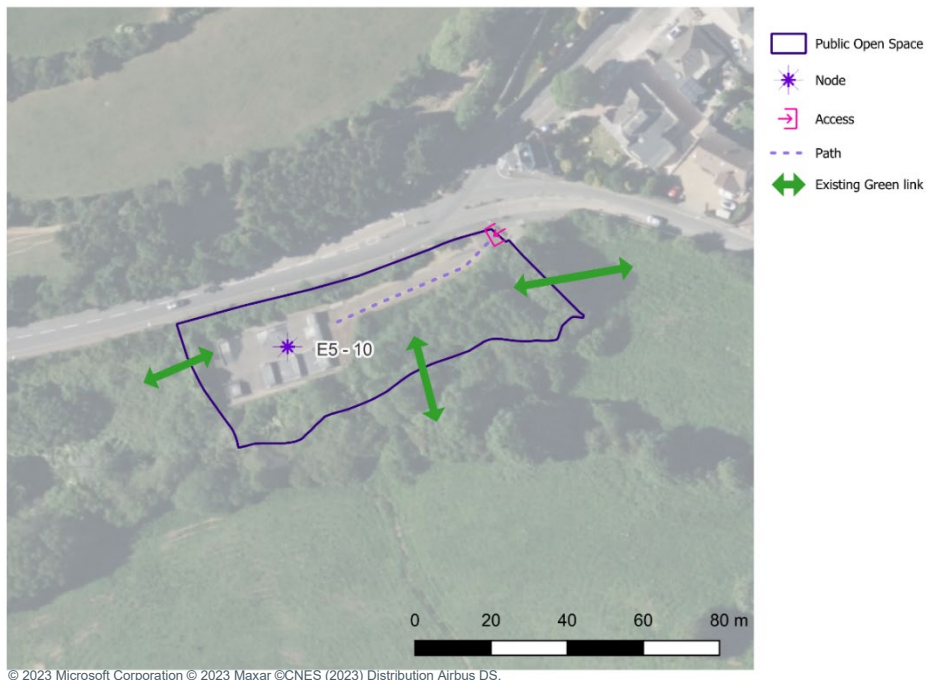 Public Open Space
Node
Access
Path
Existing Green link
E5 - 10
0 20 40 60 80 m
© 2023 Microsoft Corporation © 2023 Maxar ©CNES (2023) Distribution Airbus DS.